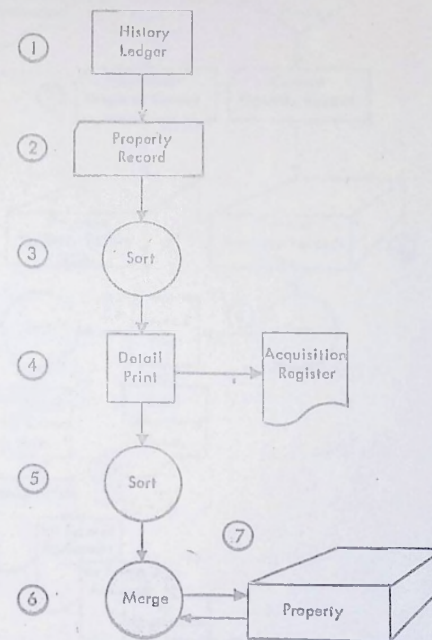 1
History
Ledger
2
Property
Record
3
Sort
4
Detail
Print
Acquisition
Register
5
Sort
7
6
Merge
Property